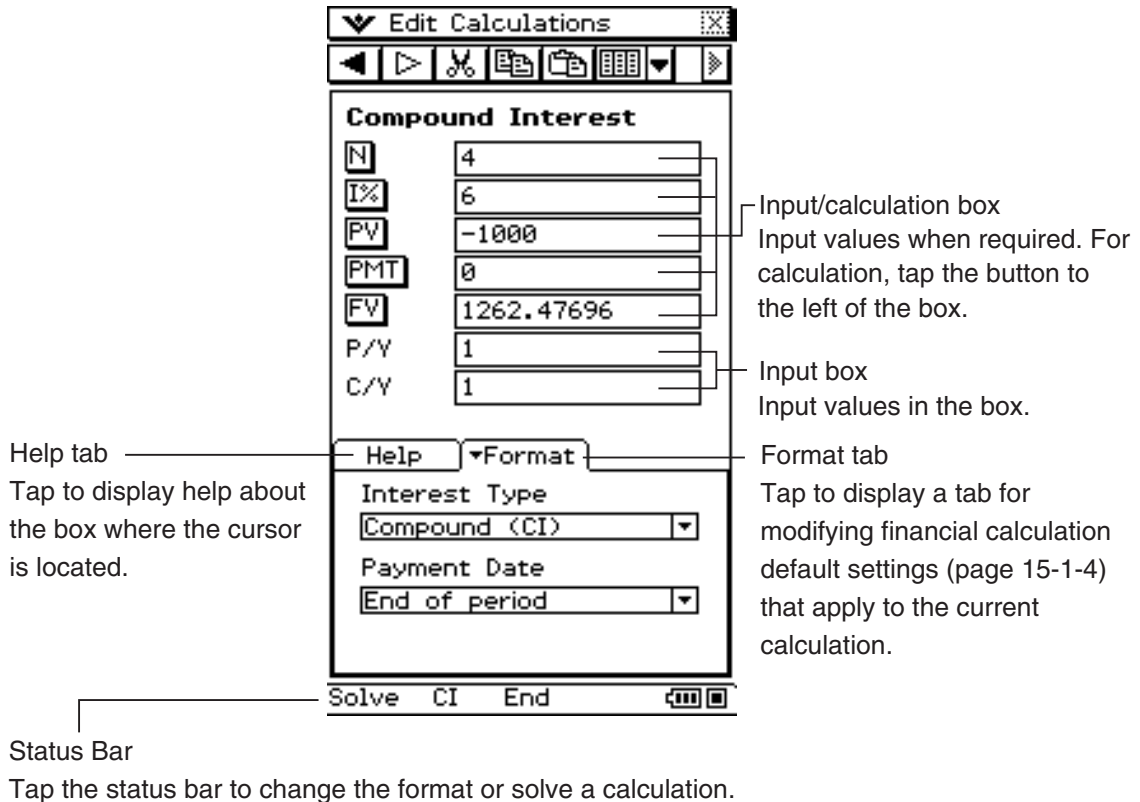 Edit Calculations
Compound Interest
N 4
I% 6
PV -1000
PMT 0
FV 1262.47696
P/Y 1
C/Y 1
Input/calculation box
Input values when required. For
calculation, tap the button to
the left of the box.
Input box
Input values in the box.
Help tab
Tap to display help about
the box where the cursor
is located.
Help
▼Format
Interest Type
Compound (CI)
Payment Date
End of period
Format tab
Tap to display a tab for
modifying financial calculation
default settings (page 15-1-4)
that apply to the current
calculation.
Solve CI End
Status Bar
Tap the status bar to change the format or solve a calculation.